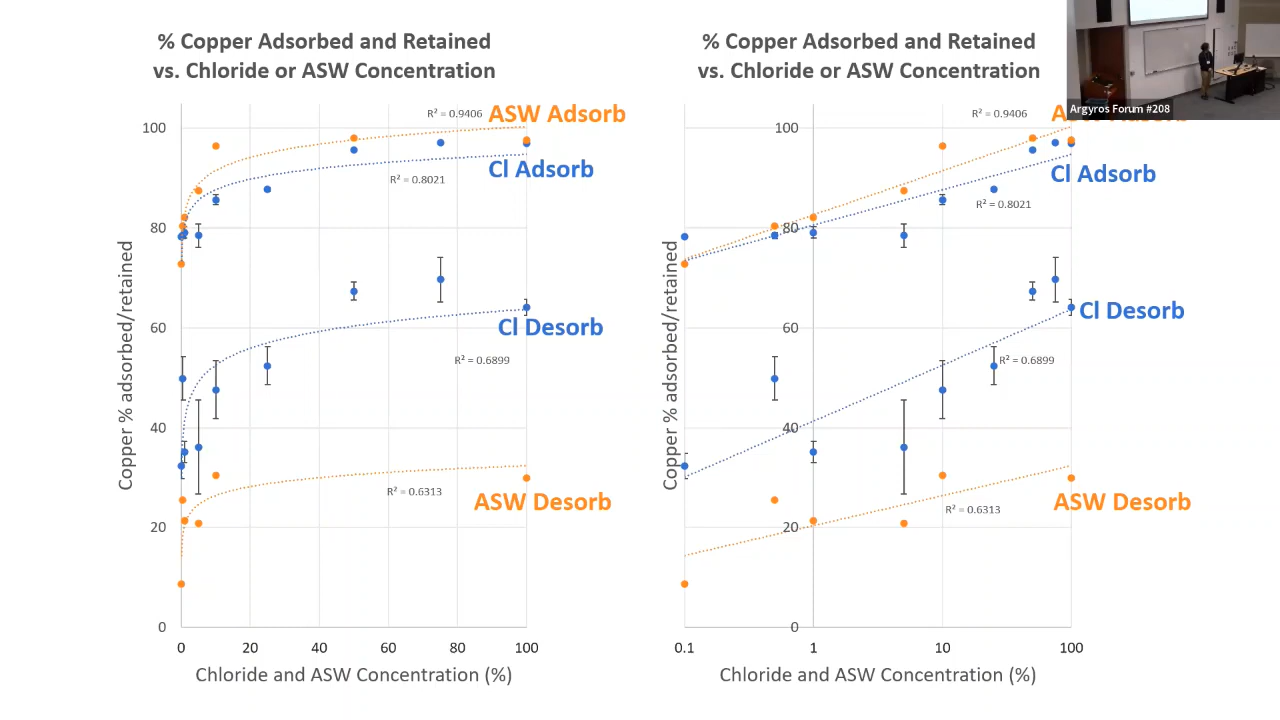 % Copper Adsorbed and Retained
vs. Chloride or ASW Concentration
R² = 0.9406
ASW Adsorb
100
Cl Adsorb
R² = 0.8021
80
Copper % adsorbed/retained
60
Cl Desorb
R² = 0.6899
40
R² = 0.6313
ASW Desorb
20
0
0 20 40 60 80 100
Chloride and ASW Concentration (%)
% Copper Adsorbed and Retained
vs. Chloride or ASW Concentration
Argyros Forum #208
R² = 0.9406
100
Cl Adsorb
R² = 0.8021
80
Copper % adsorbed/retained
60
Cl Desorb
R² = 0.6899
40
R² = 0.6313
ASW Desorb
20
0
0.1 1 10 100
Chloride and ASW Concentration (%)